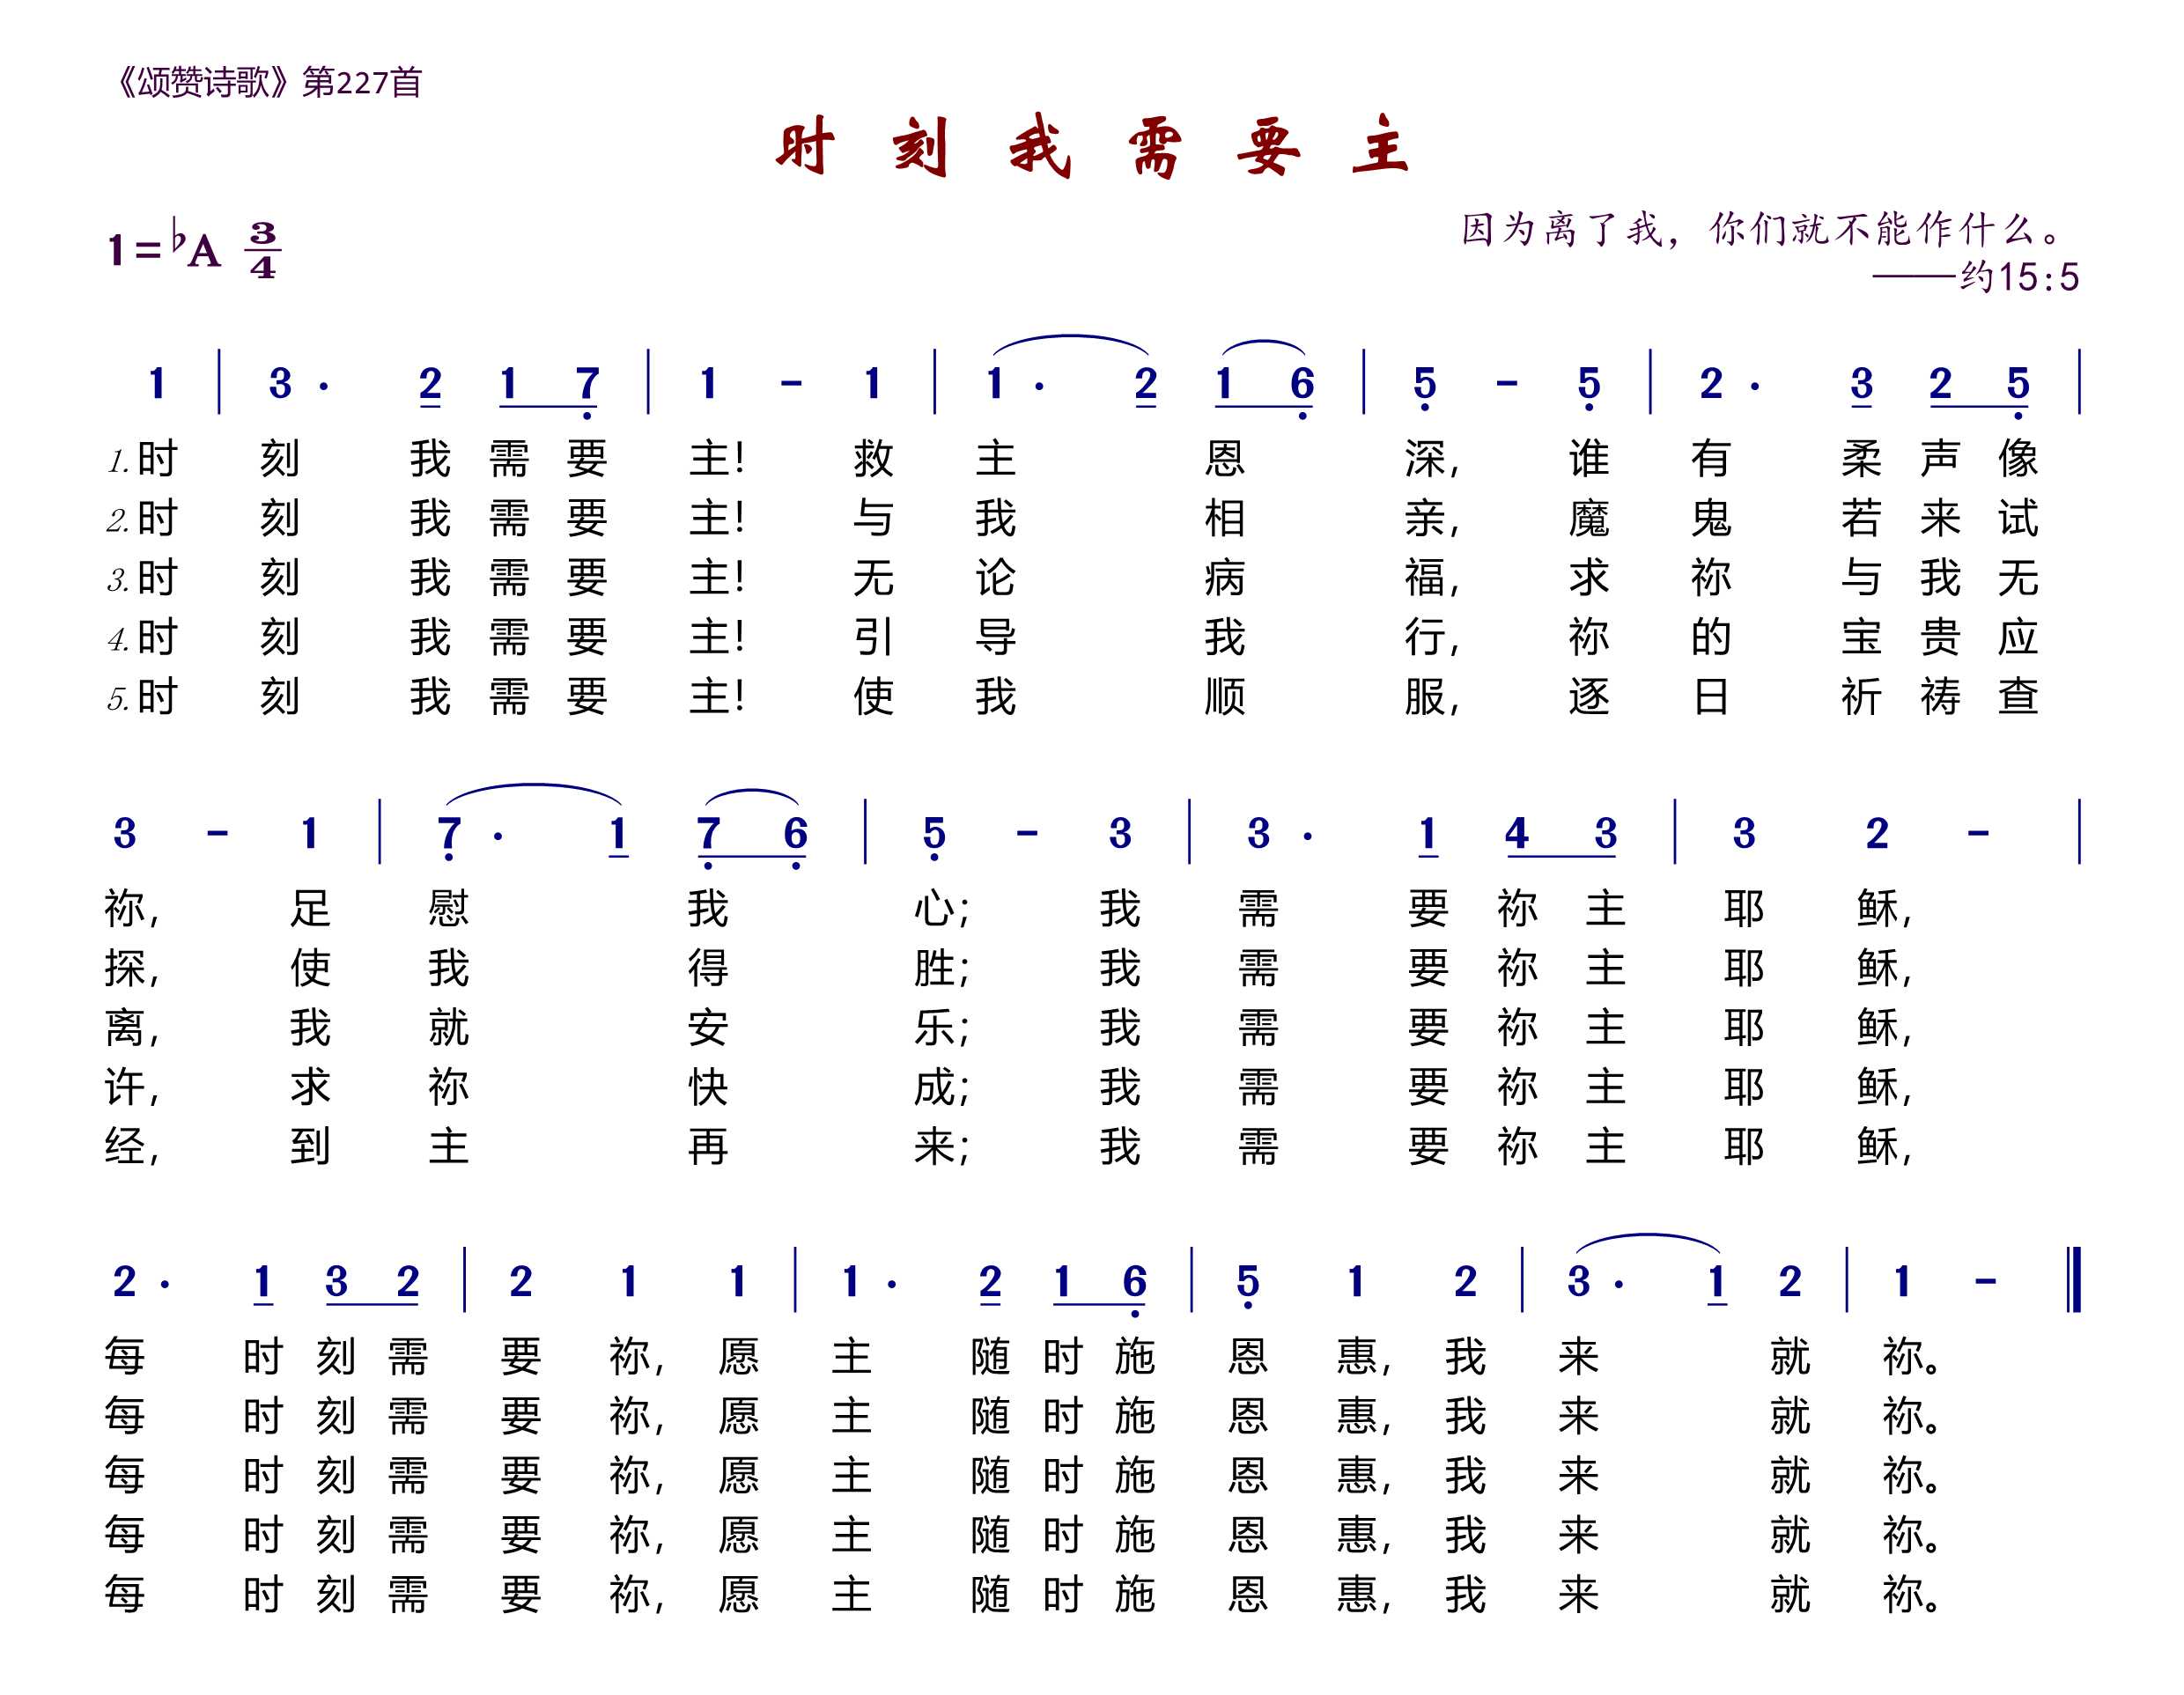 《颂赞诗歌》第227首
时 刻 我 需 要 主
1=♭A 3/4
因为离了我，你们就不能作什么。
——约15:5
1 | 3 · 2 1 7 | 1 - 1 | 1 · 2 1 6 | 5 - 5 | 2 · 3 2 5 |
1.时 刻 我 需 要 主！ 救 主 恩 深， 谁 有 柔 声 像
2.时 刻 我 需 要 主！ 与 我 相 亲， 魔 鬼 若 来 试
3.时 刻 我 需 要 主！ 无 论 病 福， 求 祢 与 我 无
4.时 刻 我 需 要 主！ 引 导 我 行， 祢 的 宝 贵 应
5.时 刻 我 需 要 主！ 使 我 顺 服， 逐 日 祈 祷 查
3 - 1 | 7 · 1 7 6 | 5 - 3 | 3 · 1 4 3 | 3 2 - |
祢， 足 慰 我 心； 我 需 要 祢 主 耶 稣，
探， 使 我 得 胜； 我 需 要 祢 主 耶 稣，
离， 我 就 安 乐； 我 需 要 祢 主 耶 稣，
许， 求 祢 快 成； 我 需 要 祢 主 耶 稣，
经， 到 主 再 来； 我 需 要 祢 主 耶 稣，
2 · 1 3 2 | 2 1 1 | 1 · 2 1 6 | 5 1 2 | 3 · 1 2 | 1 - ‖
每 时 刻 需 要 祢， 愿 主 随 时 施 恩 惠， 我 来 就 祢。
每 时 刻 需 要 祢， 愿 主 随 时 施 恩 惠， 我 来 就 祢。
每 时 刻 需 要 祢， 愿 主 随 时 施 恩 惠， 我 来 就 祢。
每 时 刻 需 要 祢， 愿 主 随 时 施 恩 惠， 我 来 就 祢。
每 时 刻 需 要 祢， 愿 主 随 时 施 恩 惠， 我 来 就 祢。